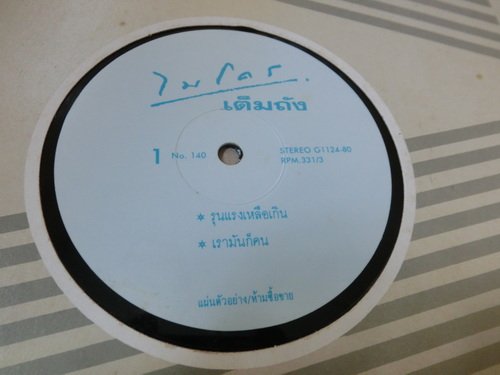 ไมโคร
เติมถัง
1 No. 140 STEREO G1124-80
RPM.331/3
* รุนแรงเหลือเกิน
* เรามันก็คน
แผ่นตัวอย่าง/ห้ามซื้อขาย